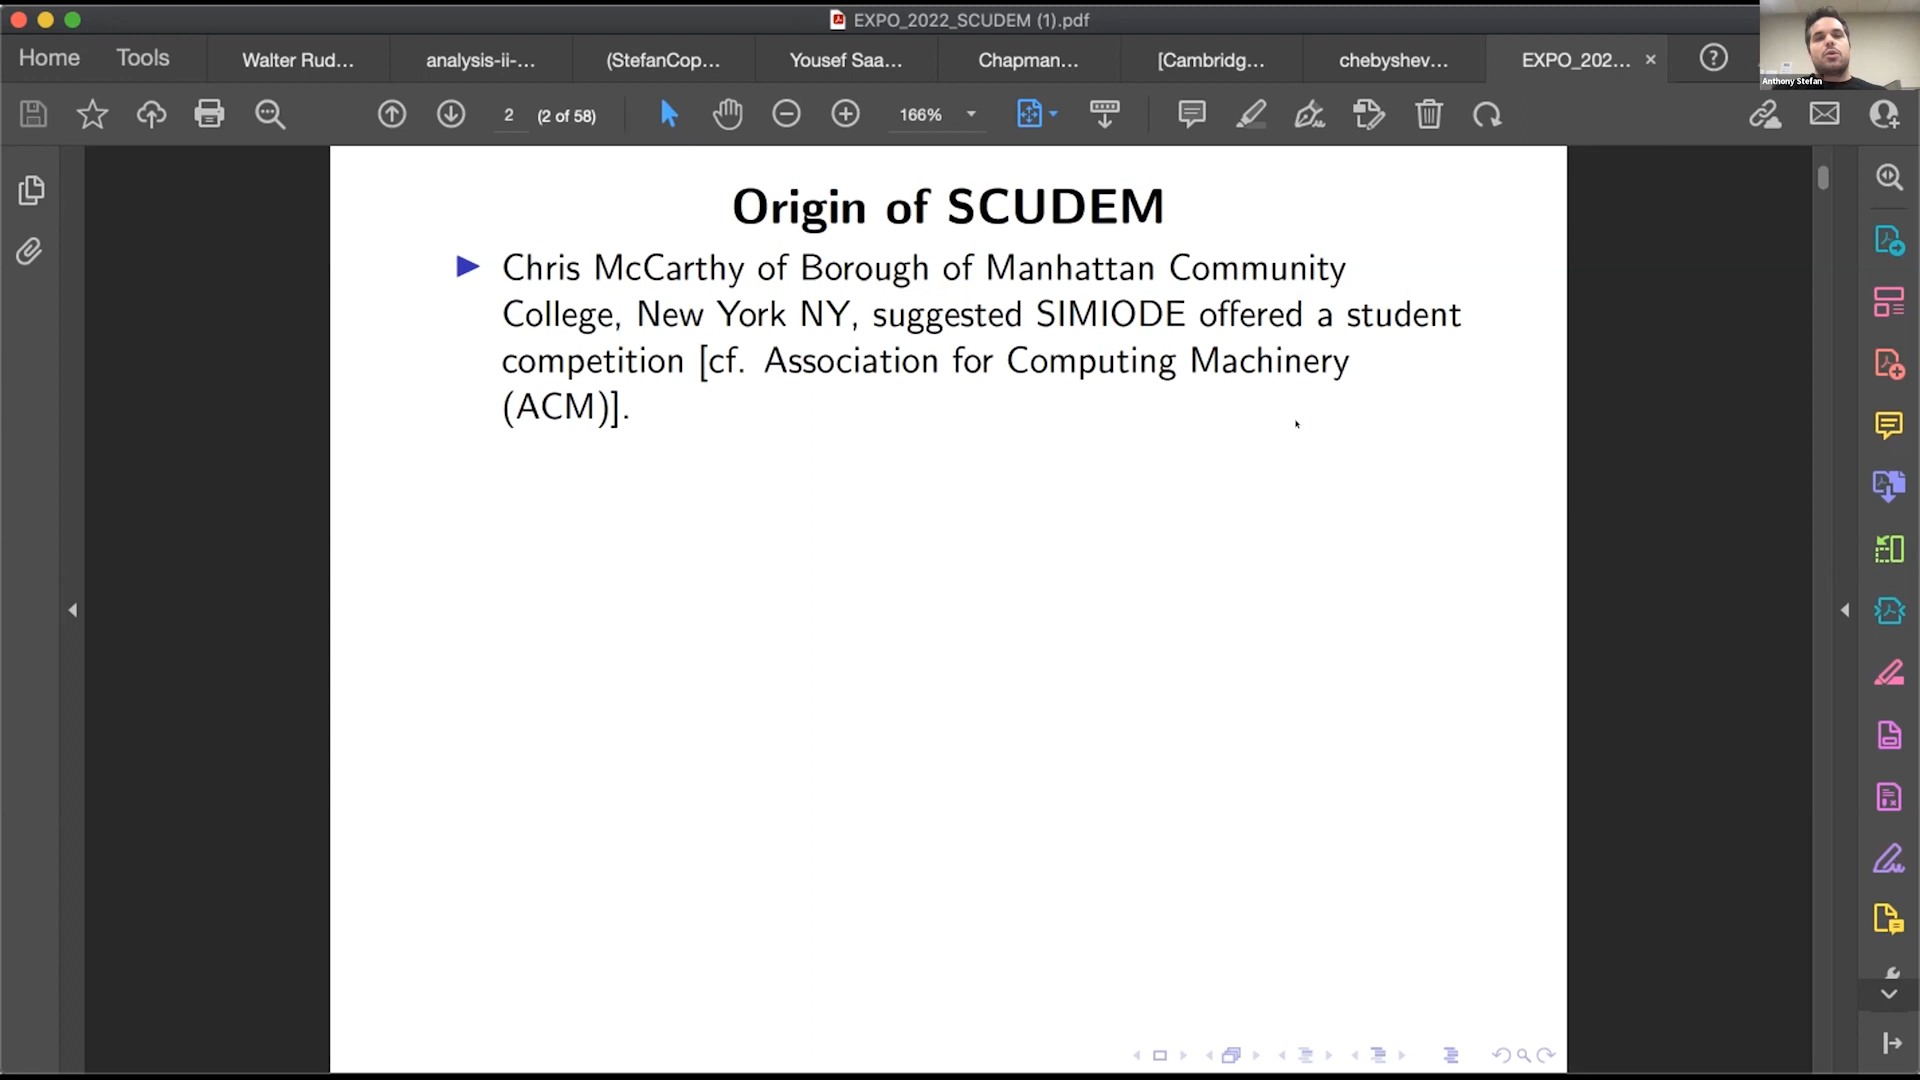 EXPO_2022_SCUDEM (1).pdf
Home Tools Walter Rud... analysis-ii-... (StefanCop... Yousef Saa... Chapman... [Cambridg... chebyshev... EXPO_202...
Anthony Stefan
2 (2 of 58) 166%
Origin of SCUDEM
Chris McCarthy of Borough of Manhattan Community
College, New York NY, suggested SIMIODE offered a student
competition [cf. Association for Computing Machinery
(ACM)].